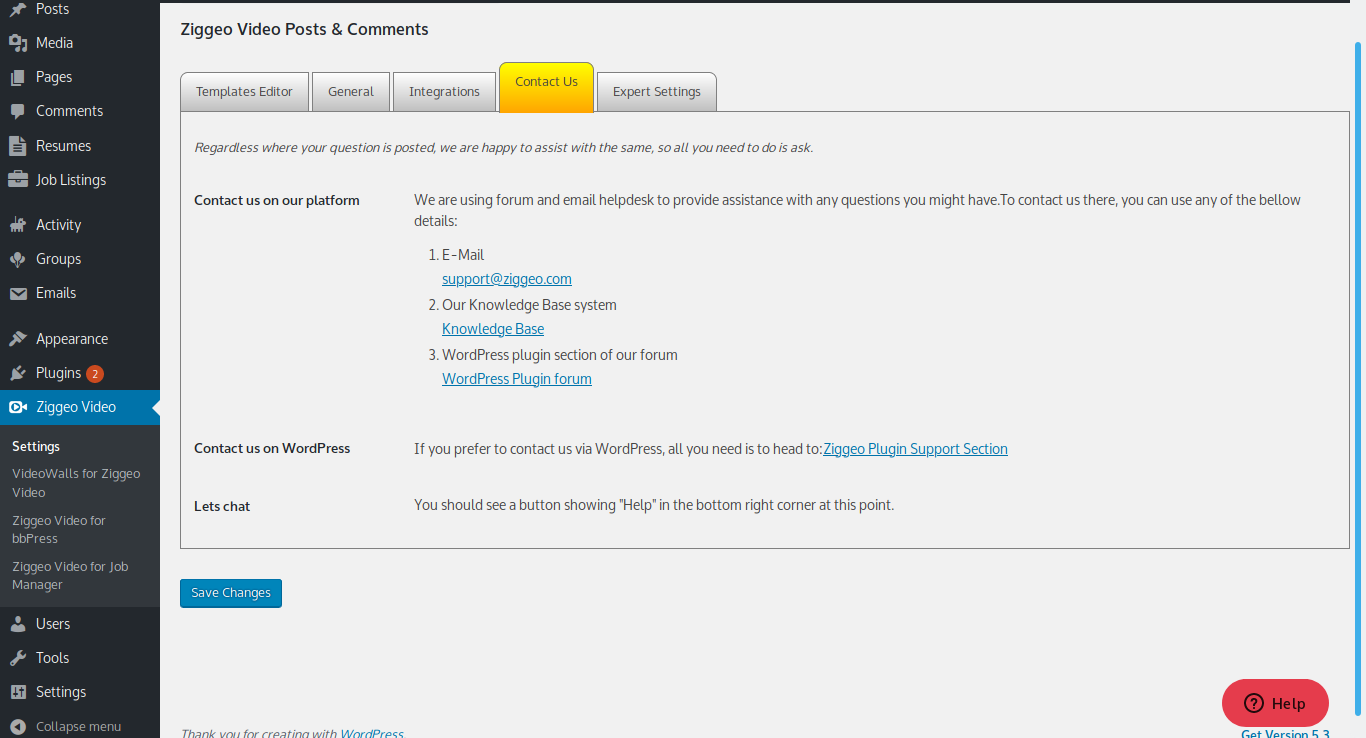 Posts
Media
Pages
Comments
Resumes
Job Listings
Activity
Groups
Emails
Appearance
Plugins 2
Ziggeo Video
Settings
VideoWalls for Ziggeo
Video
Ziggeo Video for
bbPress
Ziggeo Video for Job
Manager
Users
Tools
Settings
Collapse menu
Ziggeo Video Posts & Comments
Templates Editor
General
Integrations
Contact Us
Expert Settings
Regardless where your question is posted, we are happy to assist with the same, so all you need to do is ask.
Contact us on our platform
We are using forum and email helpdesk to provide assistance with any questions you might have.To contact us there, you can use any of the bellow
details:
1. E-Mail
support@ziggeo.com
2. Our Knowledge Base system
Knowledge Base
3. WordPress plugin section of our forum
WordPress Plugin forum
Contact us on WordPress
If you prefer to contact us via WordPress, all you need is to head to:Ziggeo Plugin Support Section
Lets chat
You should see a button showing "Help" in the bottom right corner at this point.
Save Changes
Help
Thank you for creating with WordPress.
Get Version 5.3